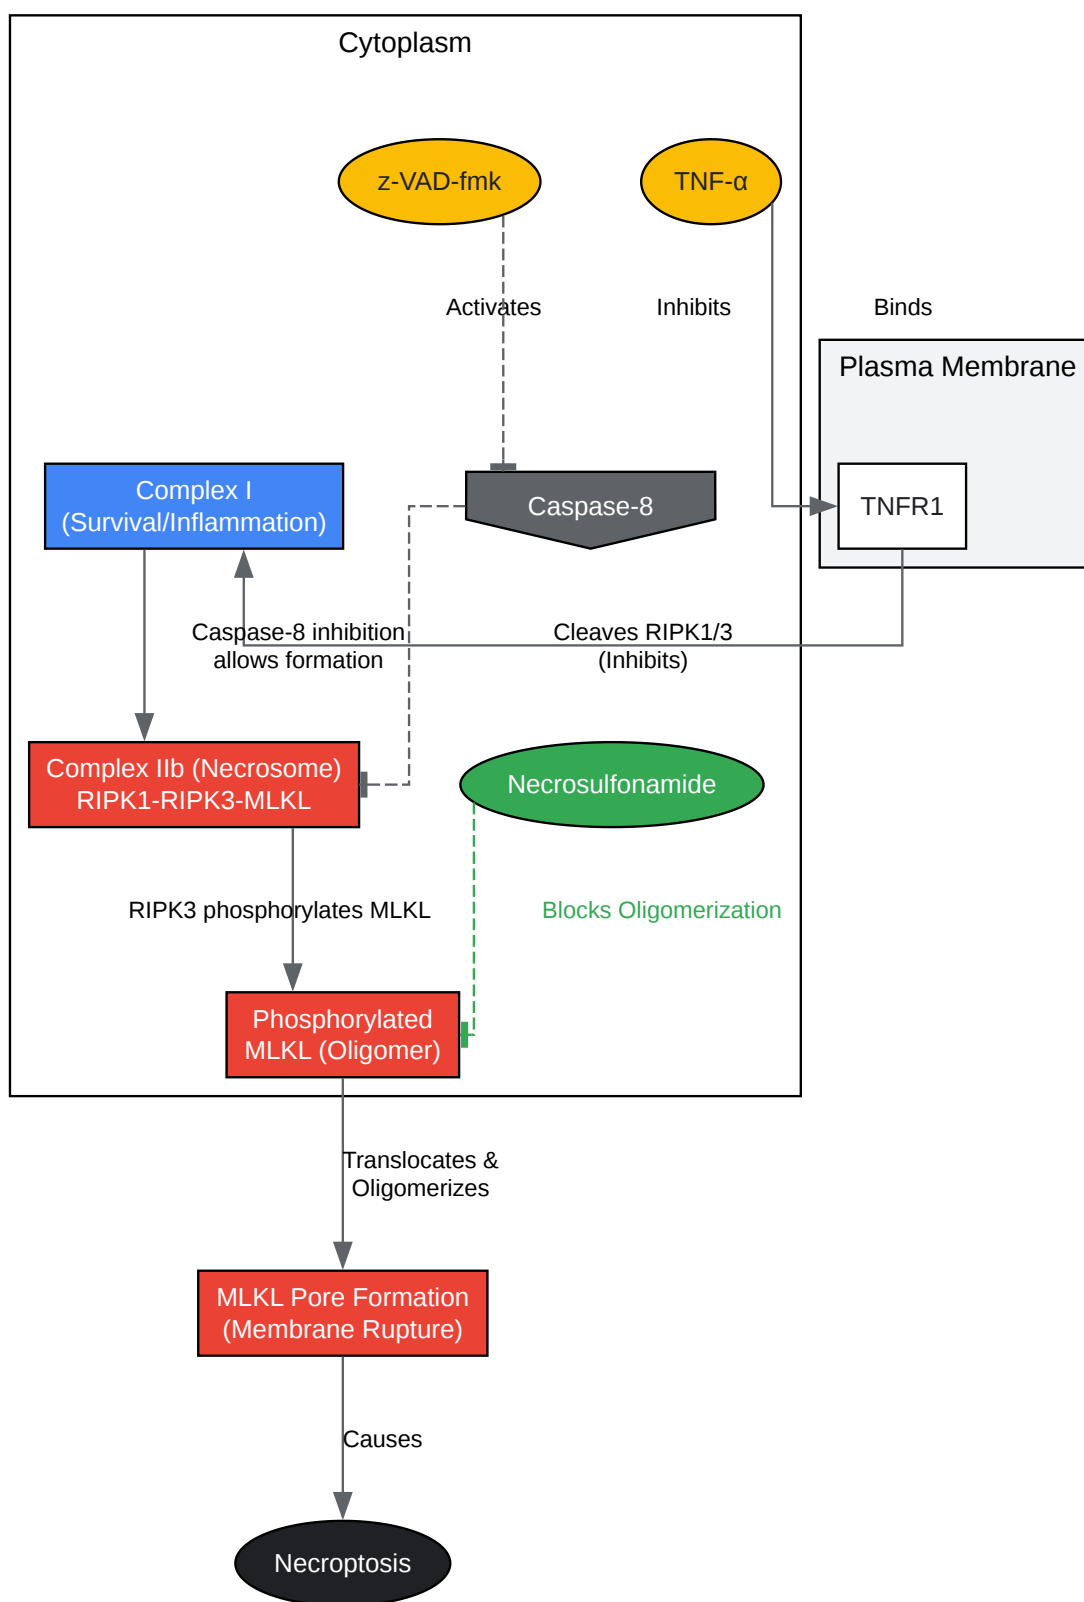 Cytoplasm
z-VAD-fmk
TNF-α
Activates
Inhibits
Binds
Plasma Membrane
Complex I
(Survival/Inflammation)
Caspase-8
TNFR1
Caspase-8 inhibition
allows formation
Cleaves RIPK1/3
(Inhibits)
Complex IIb (Necrosome)
RIPK1-RIPK3-MLKL
Necrosulfonamide
RIPK3 phosphorylates MLKL
Blocks Oligomerization
Phosphorylated
MLKL (Oligomer)
Translocates &
Oligomerizes
MLKL Pore Formation
(Membrane Rupture)
Causes
Necroptosis